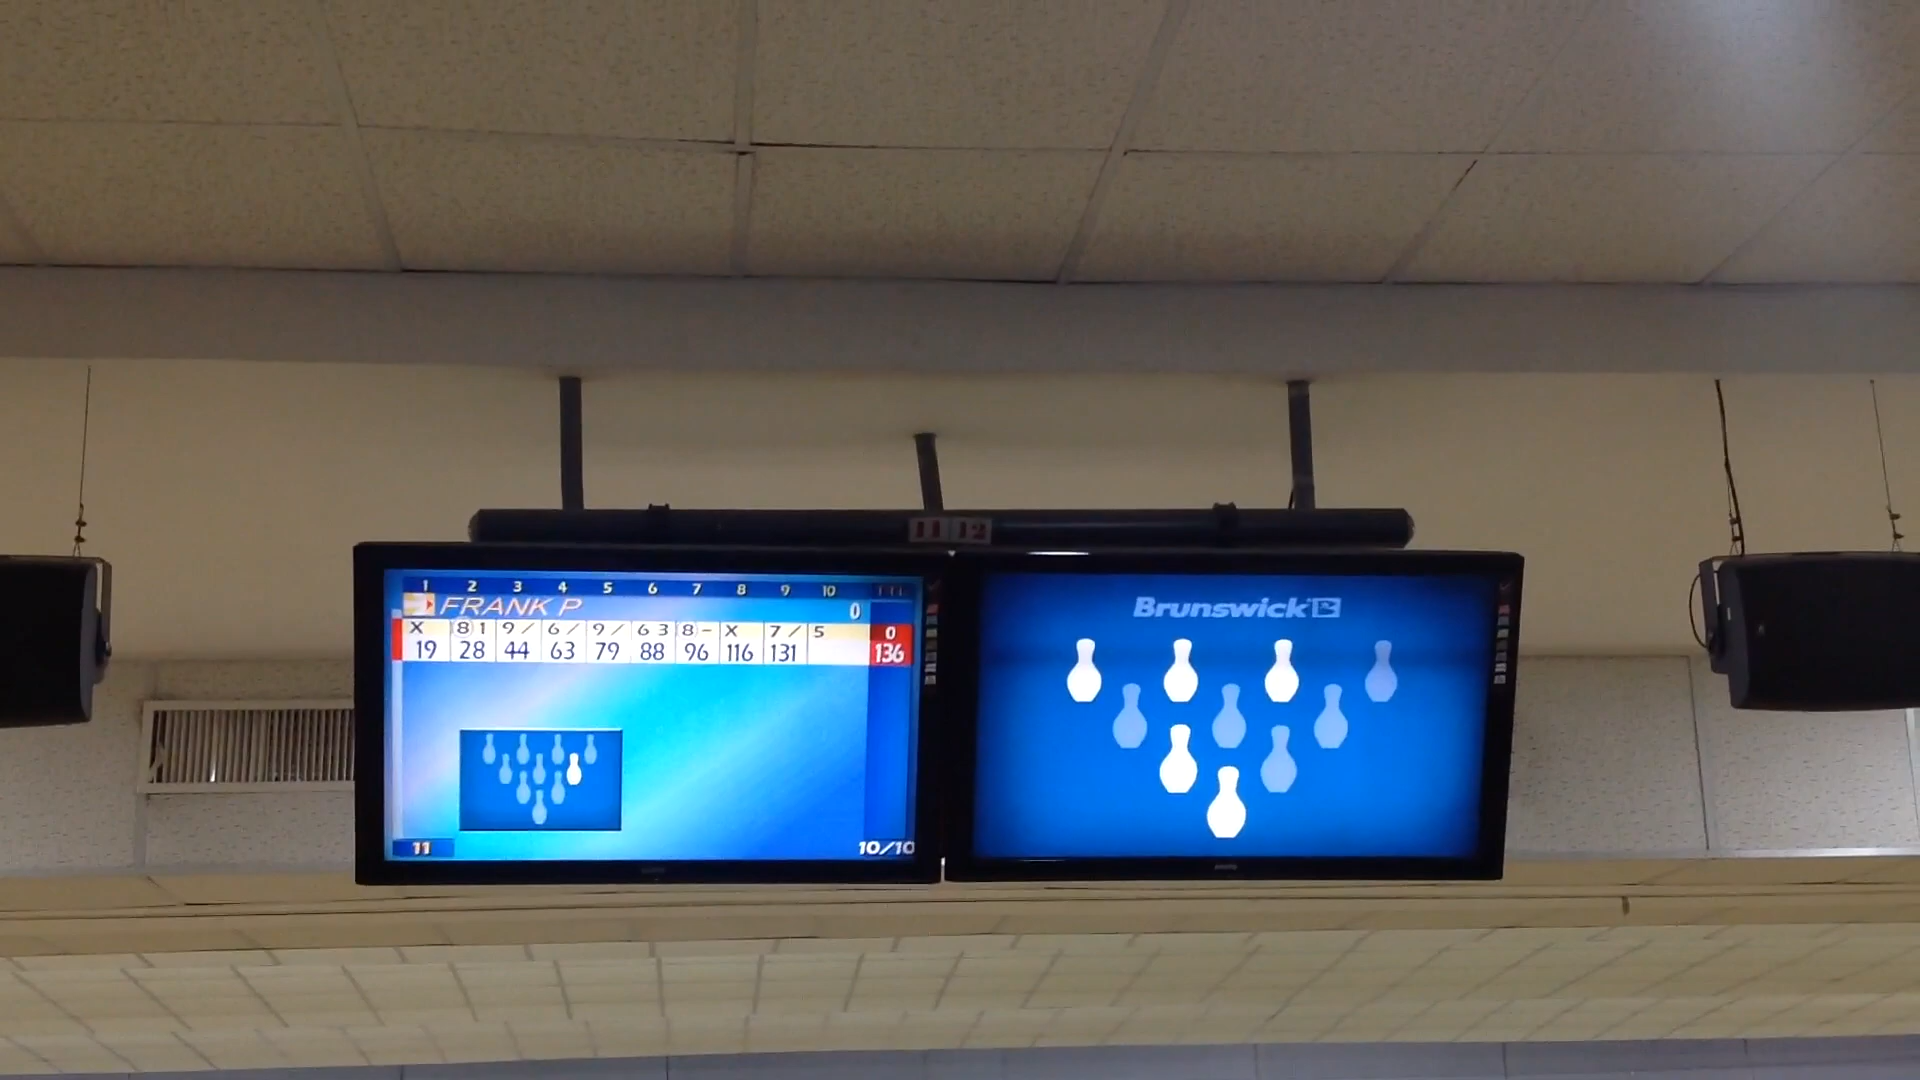 11 12
1 2 3 4 5 6 7 8 9 10
FRANK P 0
X 8 1 9 / 6 / 9 / 6 3 8 - X 7 / 5 0
19 28 44 63 79 88 96 116 131 136
11 10/10
Brunswick B